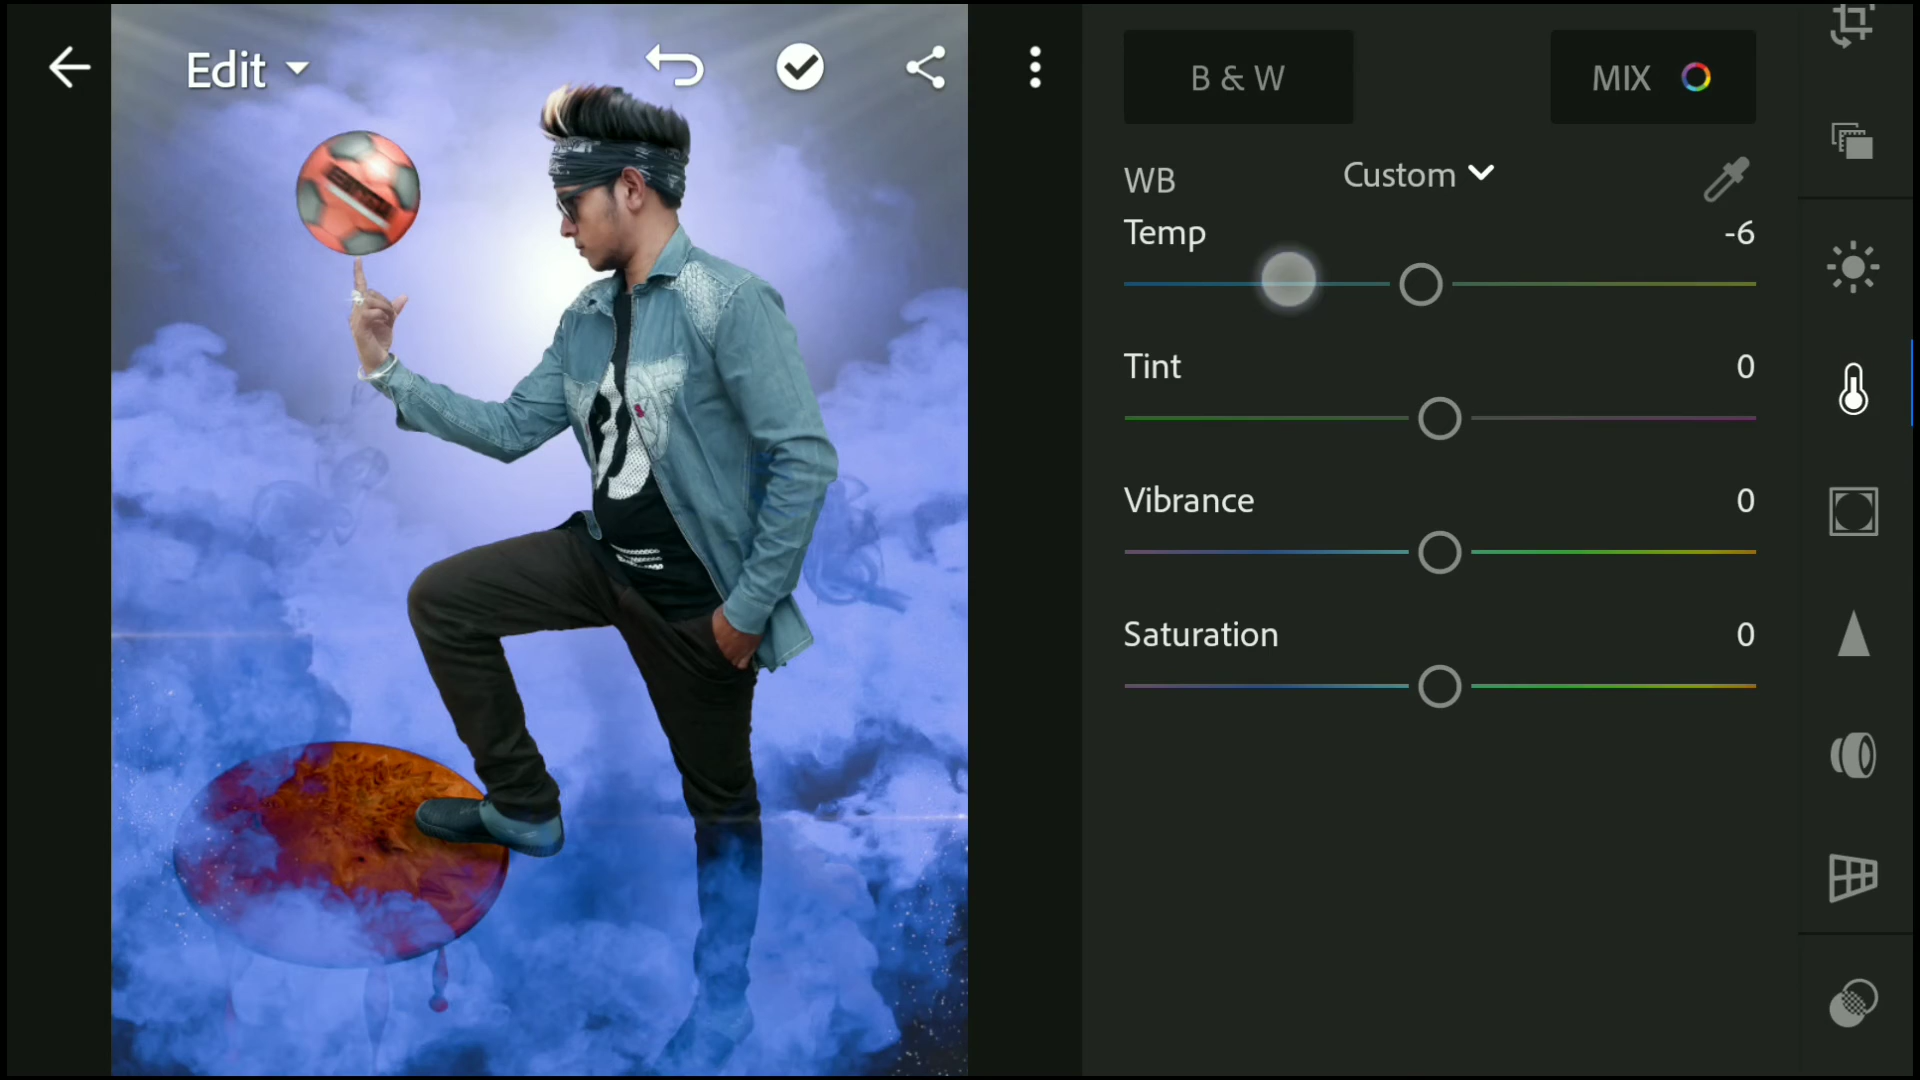 Edit
B & W
MIX
WB
Custom
Temp
-6
Tint
0
Vibrance
0
Saturation
0